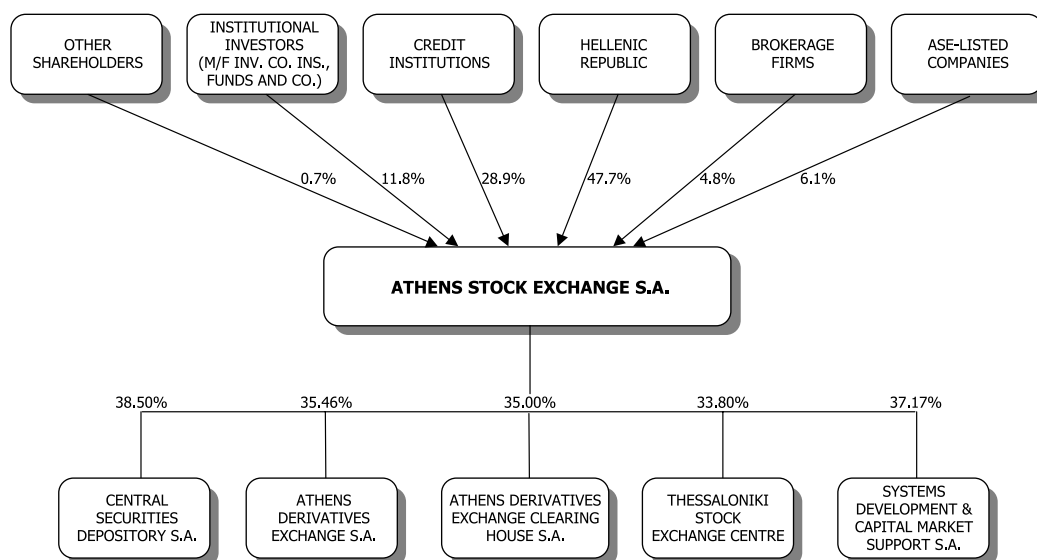 OTHER
SHAREHOLDERS
INSTITUTIONAL
INVESTORS
(M/F INV. CO. INS.,
FUNDS AND CO.)
CREDIT
INSTITUTIONS
HELLENIC
REPUBLIC
BROKERAGE
FIRMS
ASE-LISTED
COMPANIES
0.7%
11.8%
28.9%
47.7%
4.8%
6.1%
ATHENS STOCK EXCHANGE S.A.
38.50%
35.46%
35.00%
33.80%
37.17%
CENTRAL
SECURITIES
DEPOSITORY S.A.
ATHENS
DERIVATIVES
EXCHANGE S.A.
ATHENS DERIVATIVES
EXCHANGE CLEARING
HOUSE S.A.
THESSALONIKI
STOCK
EXCHANGE CENTRE
SYSTEMS
DEVELOPMENT &
CAPITAL MARKET
SUPPORT S.A.